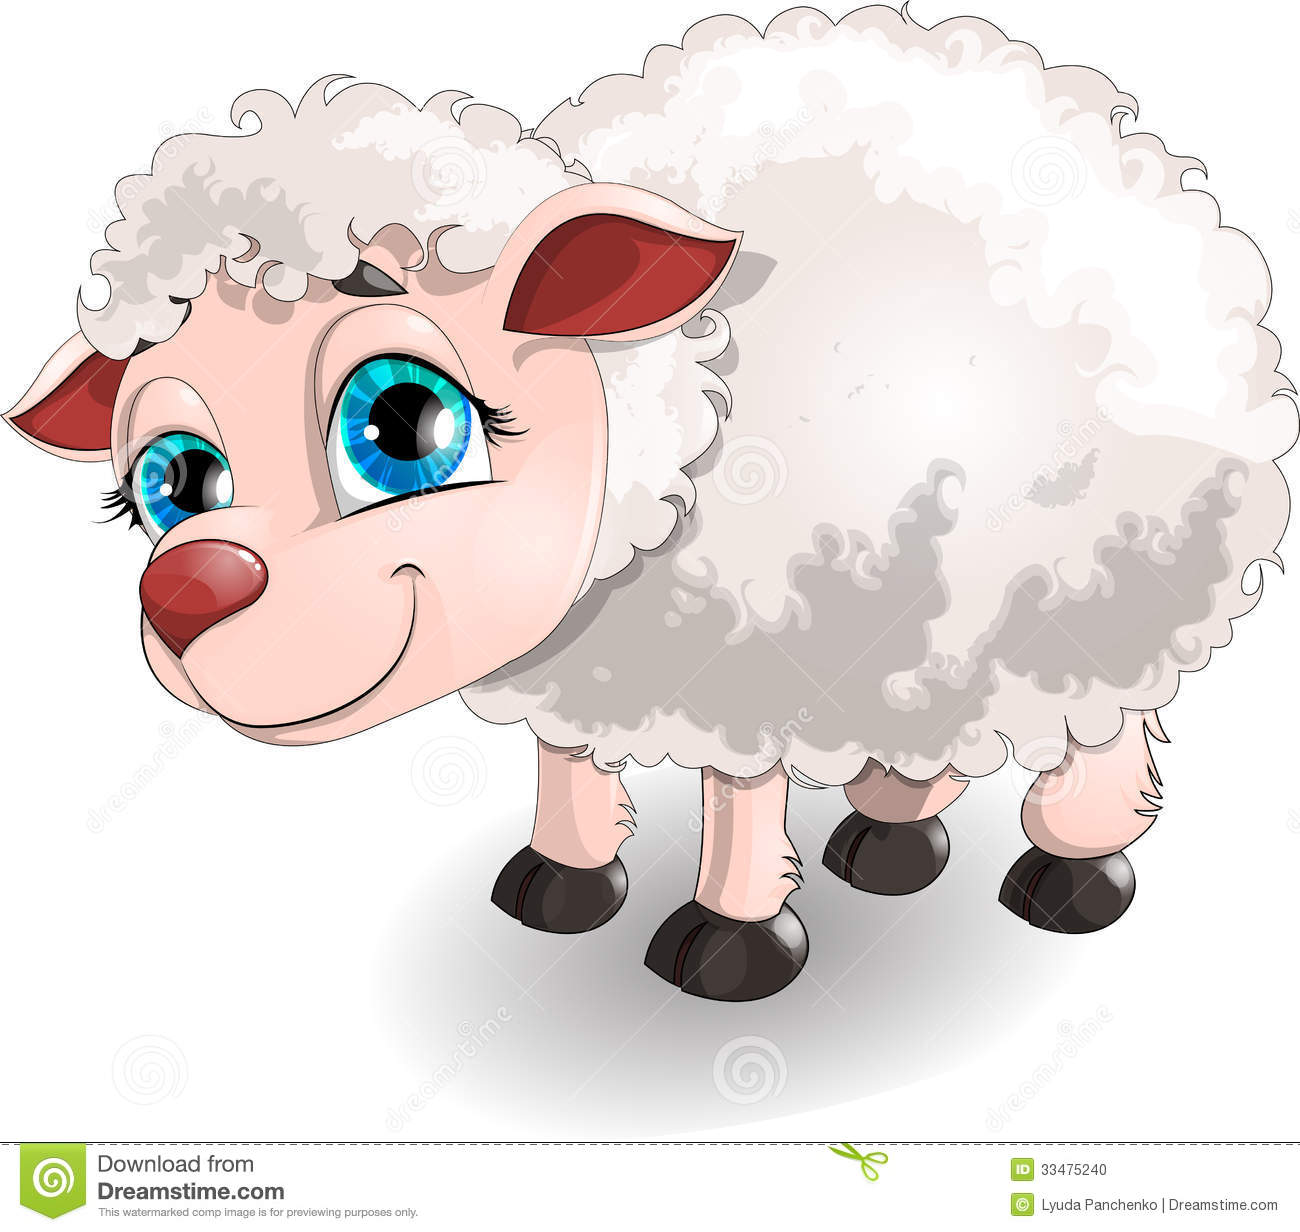 Download from
Dreamstime.com
This watermarked comp image is for previewing purposes only.
ID 33475240
© Lyuda Panchenko | Dreamstime.com
dreamstime